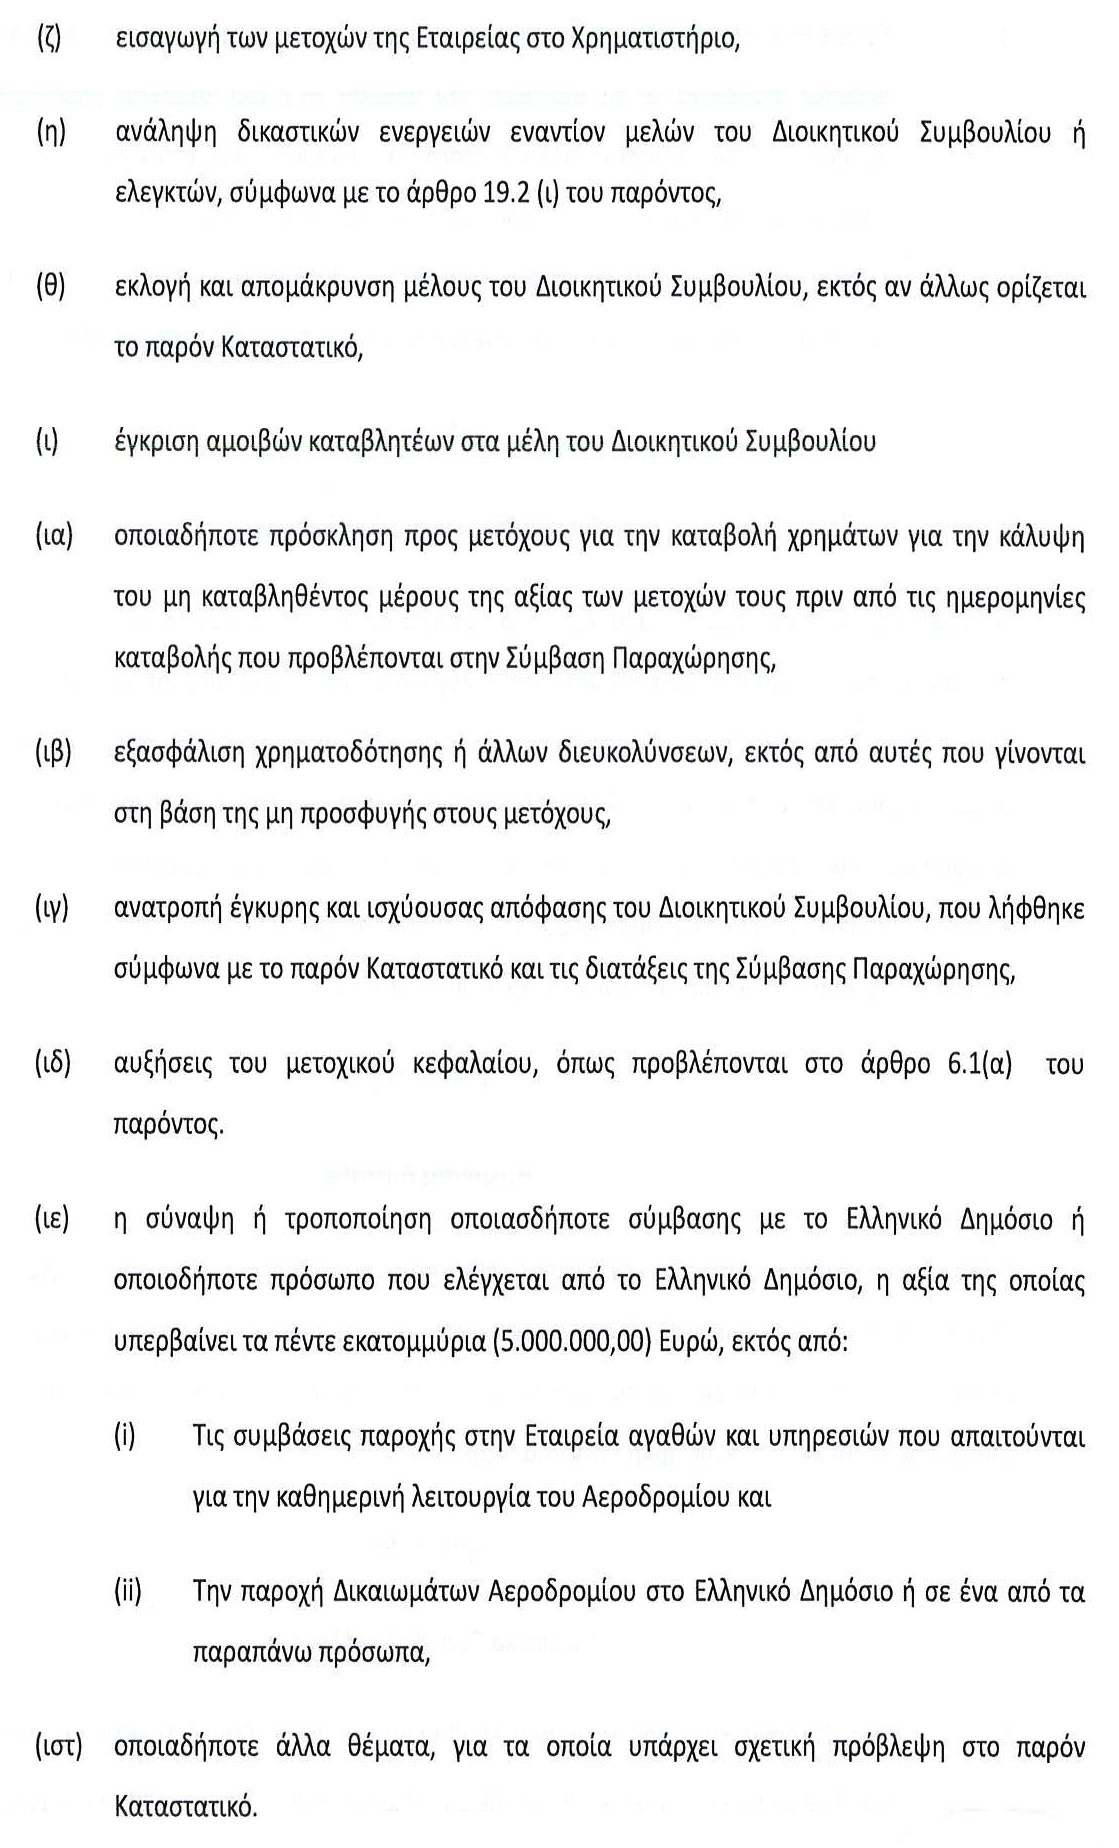 (ζ) εισαγωγή των μετοχών της Εταιρείας στο Χρηματιστήριο,
(η) ανάληψη δικαστικών ενεργειών εναντίον μελών του Διοικητικού Συμβουλίου ή
ελεγκτών, σύμφωνα με το άρθρο 19.2 (ι) του παρόντος,
(θ) εκλογή και απομάκρυνση μέλους του Διοικητικού Συμβουλίου, εκτός αν άλλως ορίζεται
το παρόν Καταστατικό,
(ι) έγκριση αμοιβών καταβλητέων στα μέλη του Διοικητικού Συμβουλίου
(ια) οποιαδήποτε πρόσκληση προς μετόχους για την καταβολή χρημάτων για την κάλυψη
του μη καταβληθέντος μέρους της αξίας των μετοχών τους πριν από τις ημερομηνίες
καταβολής που προβλέπονται στην Σύμβαση Παραχώρησης,
(ιβ) εξασφάλιση χρηματοδότησης ή άλλων διευκολύνσεων, εκτός από αυτές που γίνονται
στη βάση της μη προσφυγής στους μετόχους,
(ιγ) ανατροπή έγκυρης και ισχύουσας απόφασης του Διοικητικού Συμβουλίου, που λήφθηκε
σύμφωνα με το παρόν Καταστατικό και τις διατάξεις της Σύμβασης Παραχώρησης,
(ιδ) αυξήσεις του μετοχικού κεφαλαίου, όπως προβλέπονται στο άρθρο 6.1(α) του
παρόντος.
(ιε) η σύναψη ή τροποποίηση οποιασδήποτε σύμβασης με το Ελληνικό Δημόσιο ή
οποιοδήποτε πρόσωπο που ελέγχεται από το Ελληνικό Δημόσιο, η αξία της οποίας
υπερβαίνει τα πέντε εκατομμύρια (5.000.000,00) Ευρώ, εκτός από:
(i) Τις συμβάσεις παροχής στην Εταιρεία αγαθών και υπηρεσιών που απαιτούνται
για την καθημερινή λειτουργία του Αεροδρομίου και
(ii) Την παροχή Δικαιωμάτων Αεροδρομίου στο Ελληνικό Δημόσιο ή σε ένα από τα
παραπάνω πρόσωπα,
(ιστ) οποιαδήποτε άλλα θέματα, για τα οποία υπάρχει σχετική πρόβλεψη στο παρόν
Καταστατικό.